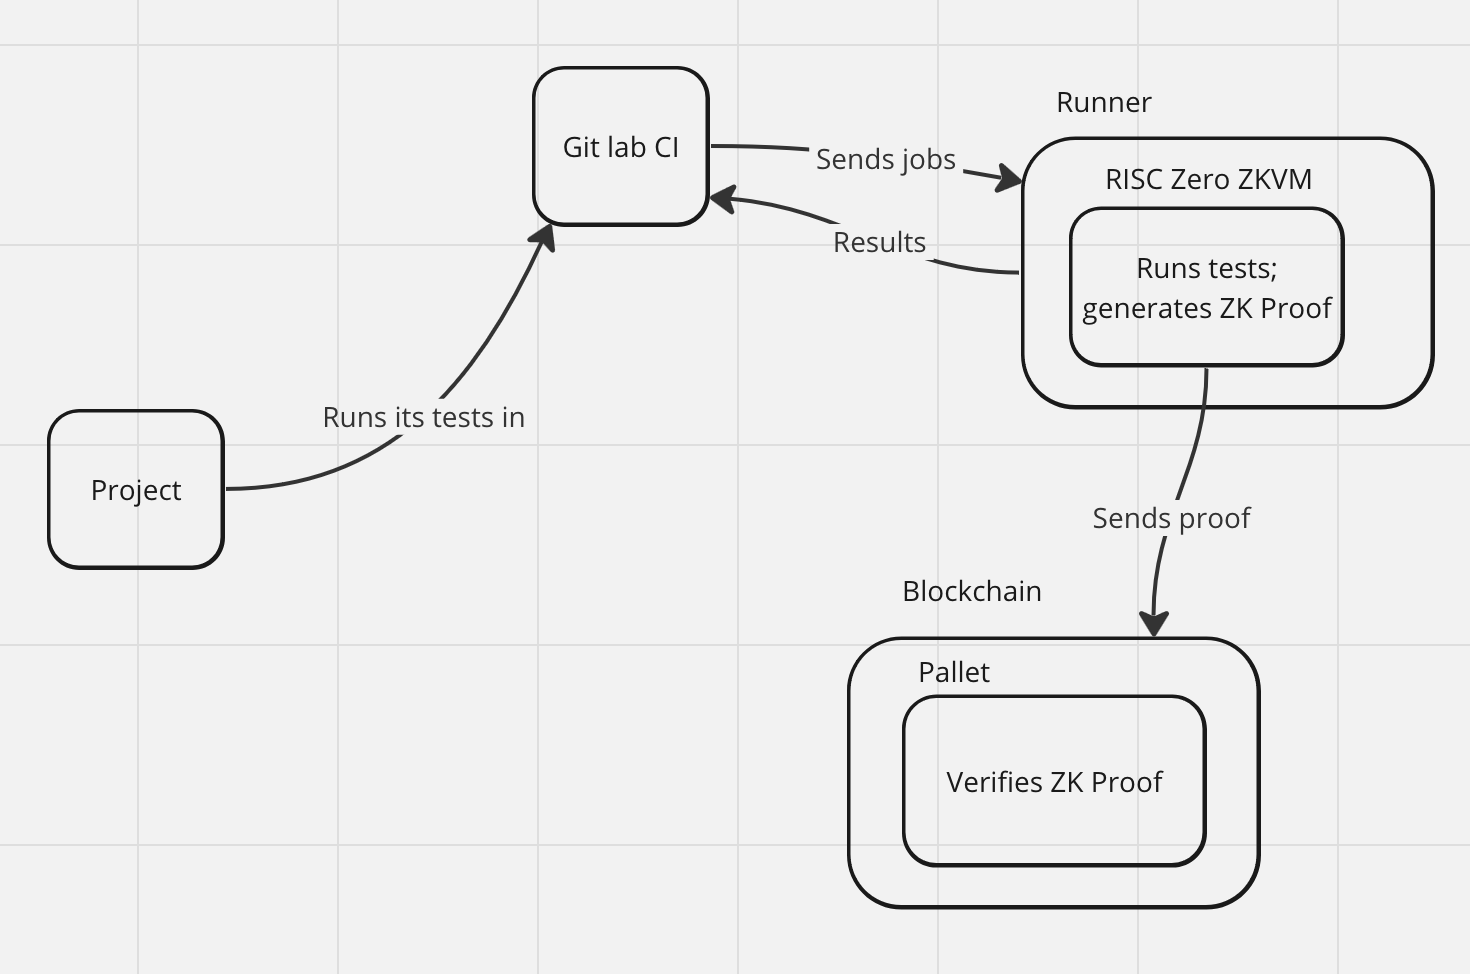 Git lab CI
Runner
Sends jobs
RISC Zero ZKVM
Results
Runs tests;
generates ZK Proof
Runs its tests in
Project
Sends proof
Blockchain
Pallet
Verifies ZK Proof